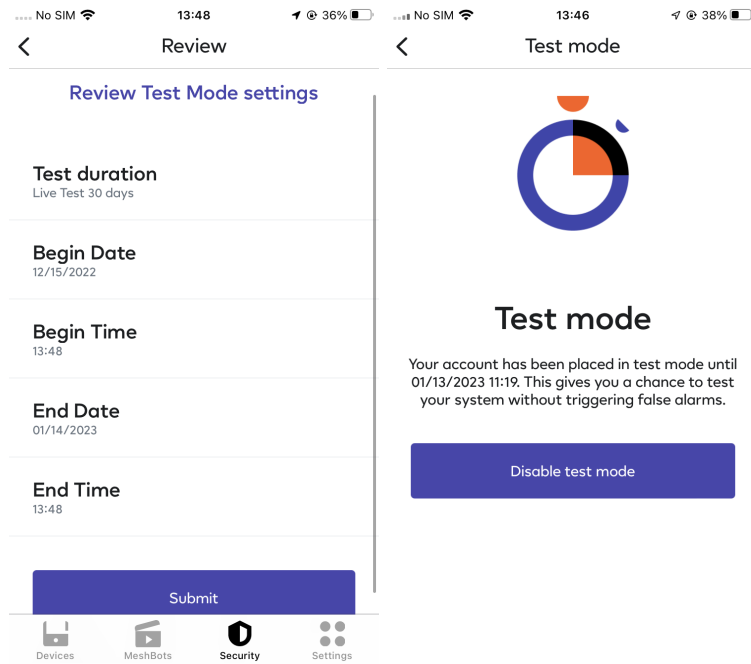 No SIM 13:48 36%
Review
Review Test Mode settings
Test duration
Live Test 30 days
Begin Date
12/15/2022
Begin Time
13:48
End Date
01/14/2023
End Time
13:48
Submit
Devices MeshBots Security Settings
No SIM 13:46 38%
Test mode
Test mode
Your account has been placed in test mode until
01/13/2023 11:19. This gives you a chance to test
your system without triggering false alarms.
Disable test mode